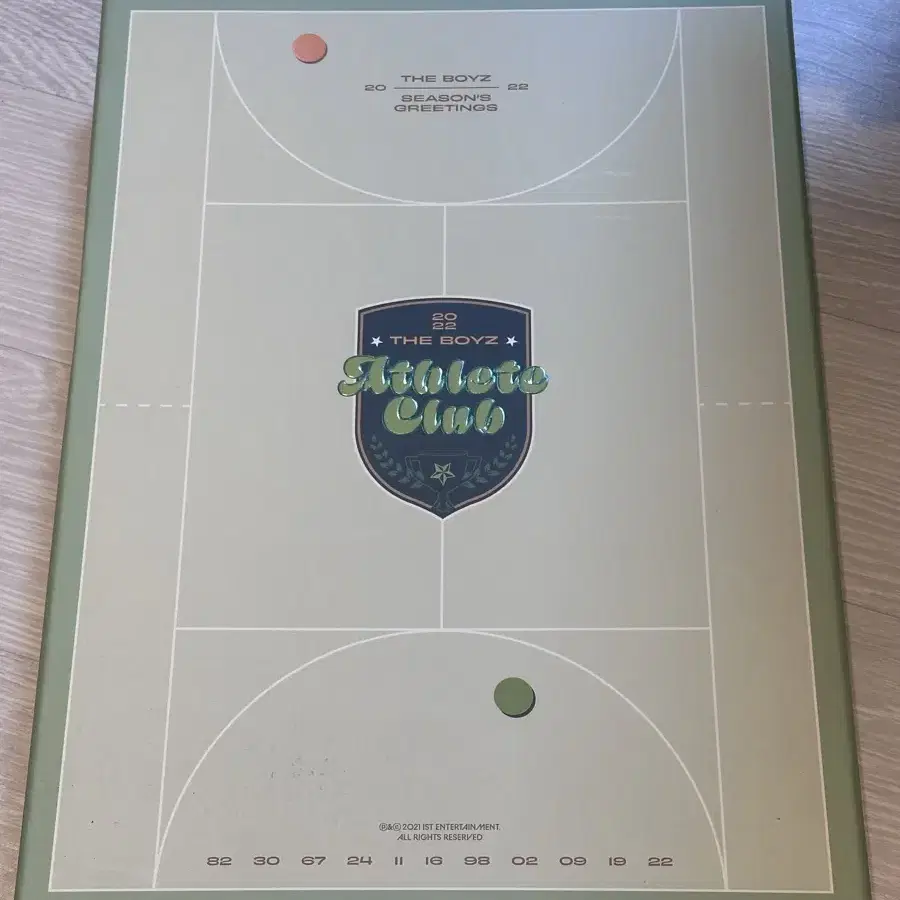 THE BOYZ
20 22
SEASON'S
GREETINGS
20
22
THE BOYZ
Athlete
Club
℗&© 2021 IST ENTERTAINMENT.
ALL RIGHTS RESERVED
82 30 67 24 11 16 98 02 09 19 22